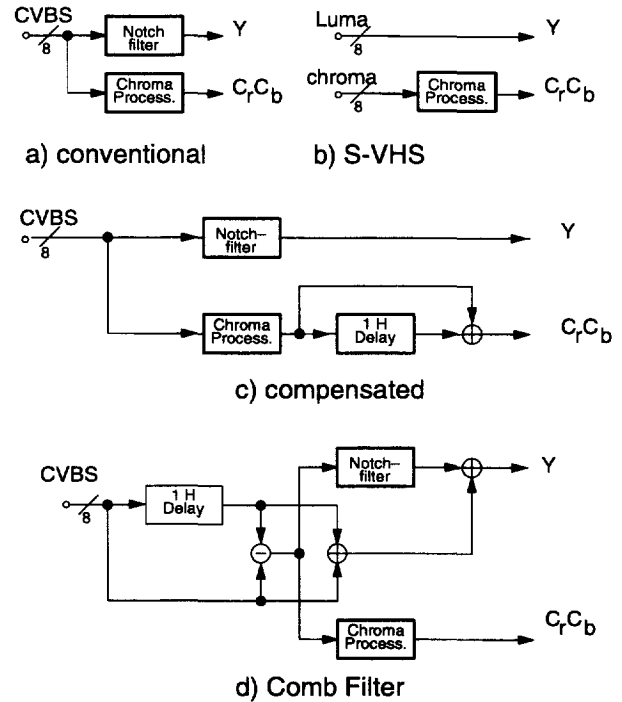 CVBS
8
Notch
filter
Y
Chroma
Process.
CrCb
a) conventional
Luma
8
Y
chroma
8
Chroma
Process.
CrCb
b) S-VHS
CVBS
8
Notch–
filter
Y
Chroma
Process.
1 H
Delay
CrCb
c) compensated
CVBS
8
1 H
Delay
Notch–
filter
Y
Chroma
Process.
CrCb
d) Comb Filter